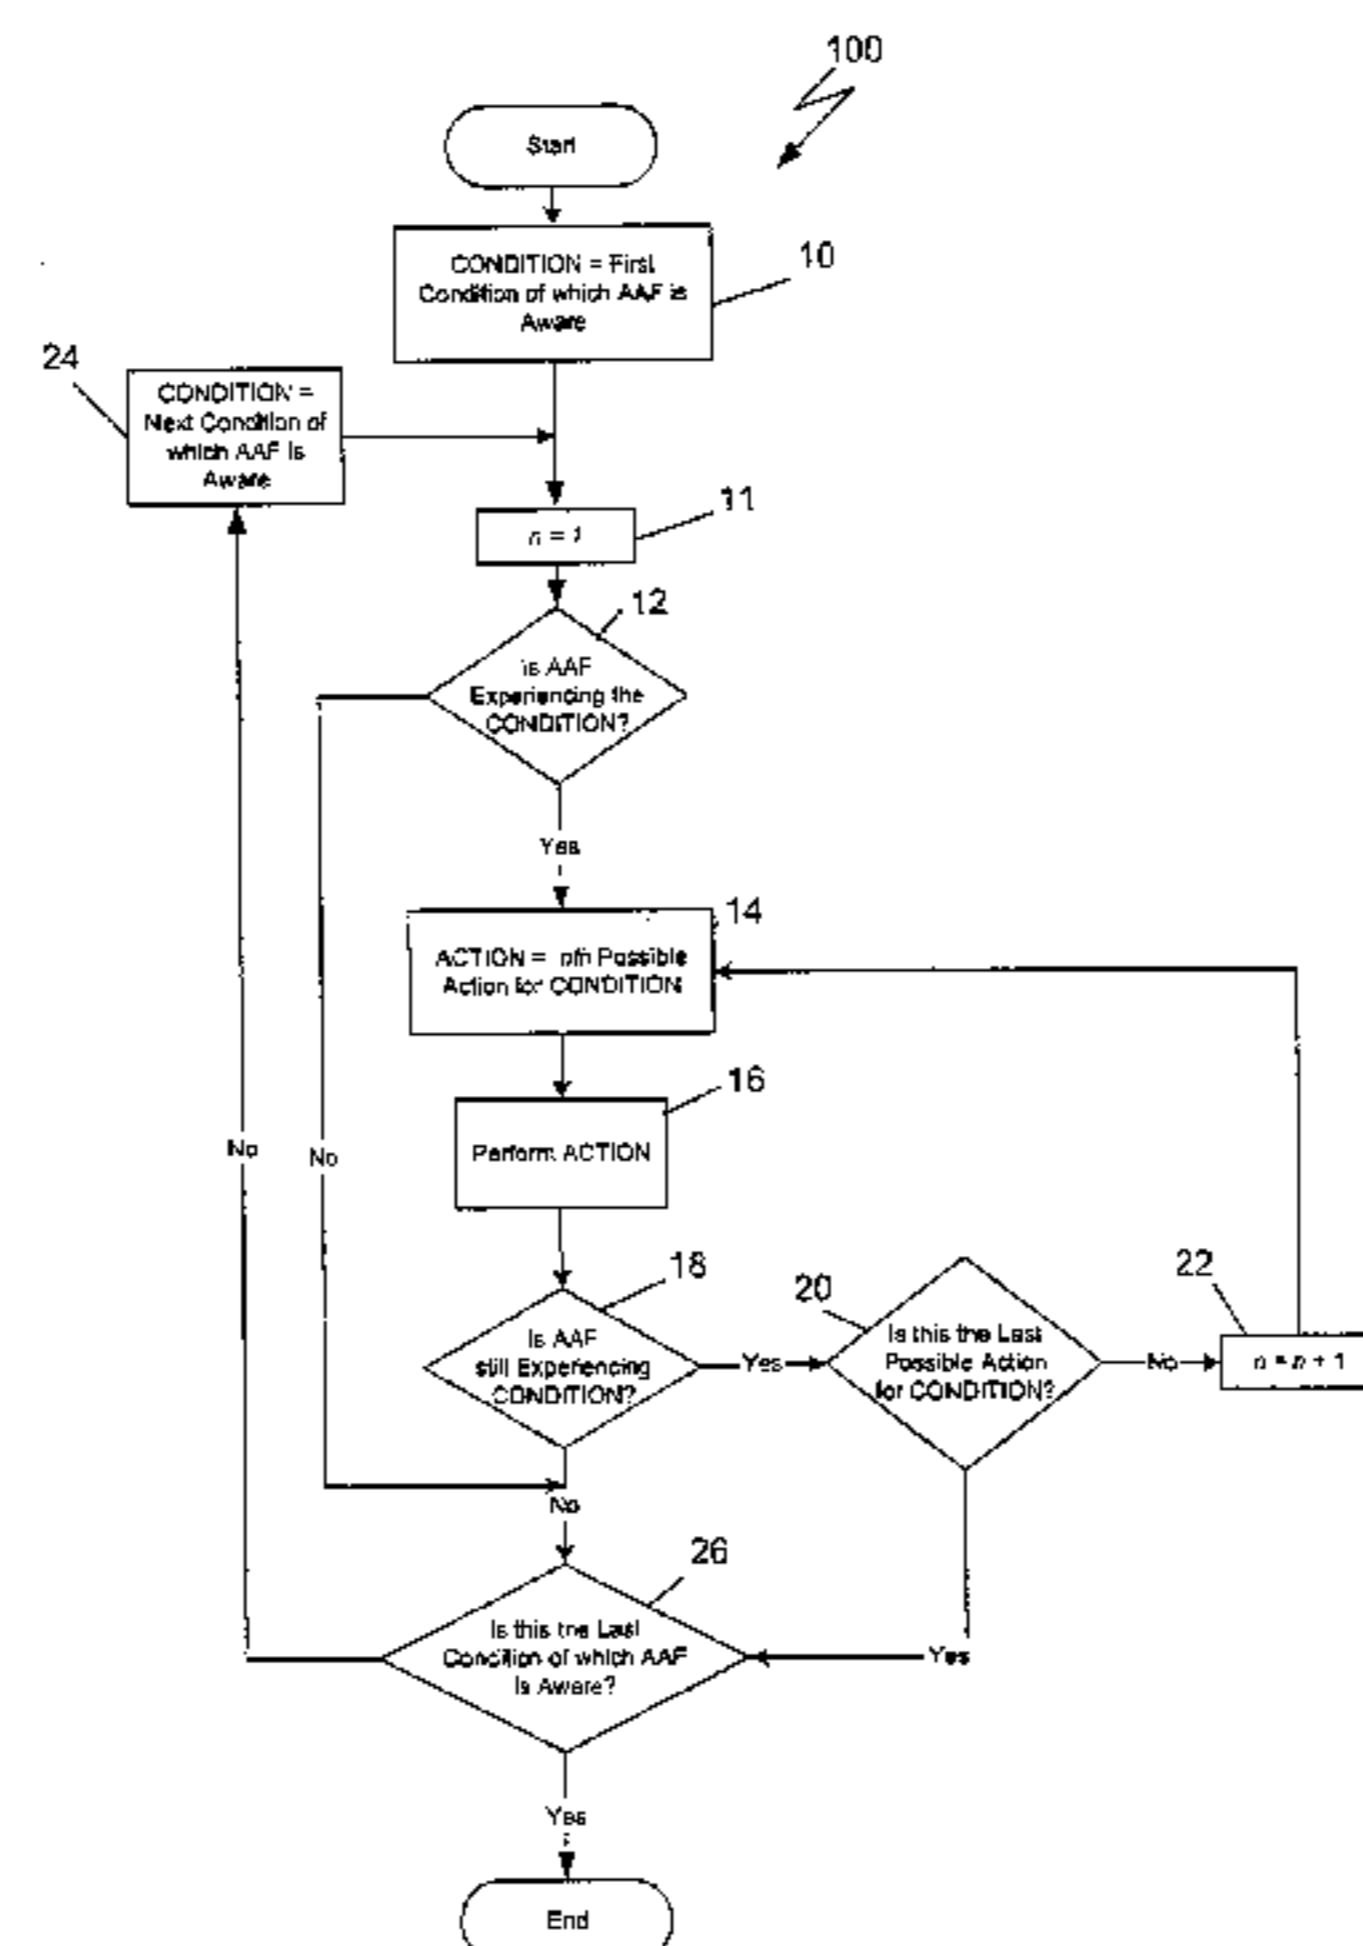 100
Start
CONDITION = First
Condition of which AAF is
Aware
10
24
CONDITION =
Next Condition of
which AAF is
Aware
n = 1
11
12
is AAF
Experiencing the
CONDITION?
Yes
14
ACTION = nth Possible
Action for CONDITION
16
Perform ACTION
No
No
18
Is AAF
still Experiencing
CONDITION?
Yes
20
Is this the Last
Possible Action
for CONDITION?
No
22
n = n + 1
No
26
Is this the Last
Condition of which AAF
is Aware?
Yes
Yes
End